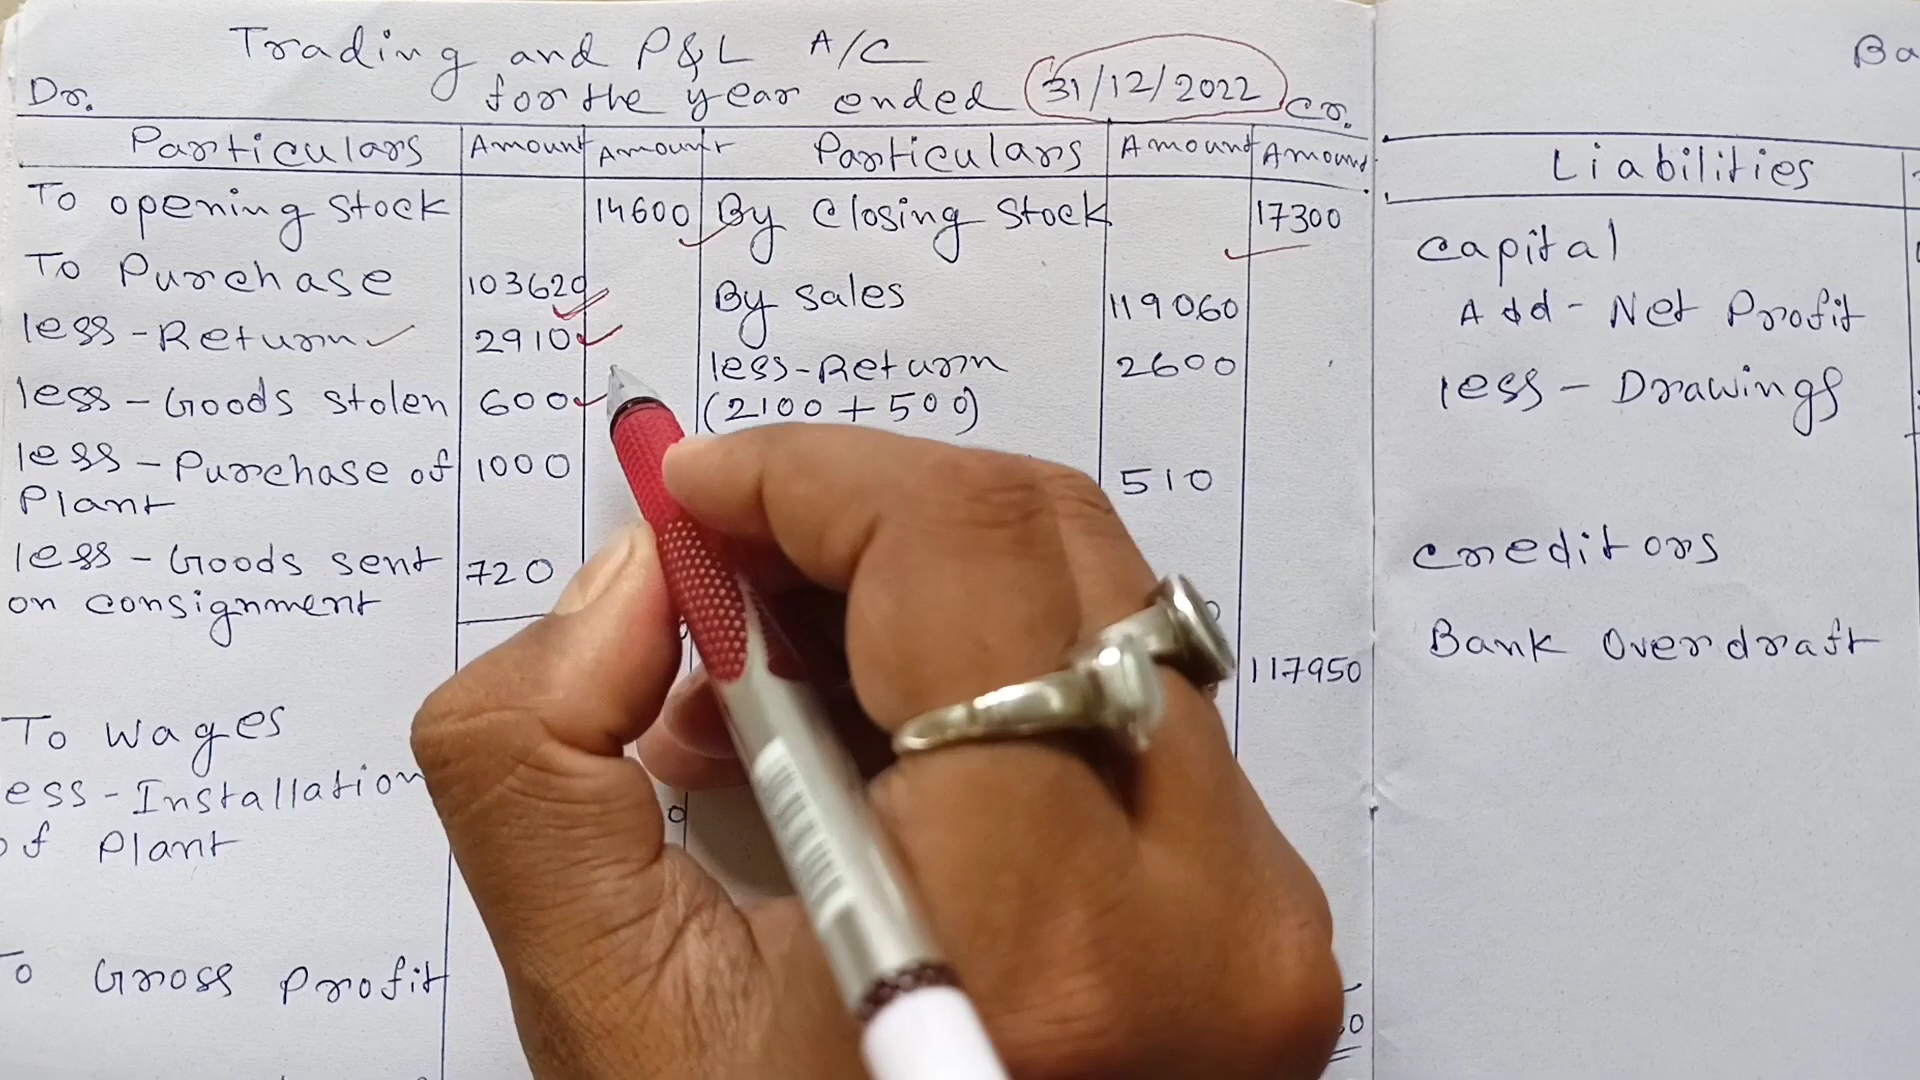 Trading and P&L A/C
Dr. for the year ended 31/12/2022 Cr.
Particulars Amount Amount Particulars Amount Amount
To opening Stock 14600 By Closing Stock 17300
To Purchase 103620 By Sales 119060
less-Return 2910 less-Return 2600
less-Goods stolen 600 (2100 + 500)
less-Purchase of 1000 510
Plant
less-Goods sent 720
on consignment
117950
To Wages
ess-Installation
of Plant
To Gross Profit
Ba
Liabilities
Capital
Add-Net Profit
less-Drawings
Creditors
Bank Overdraft